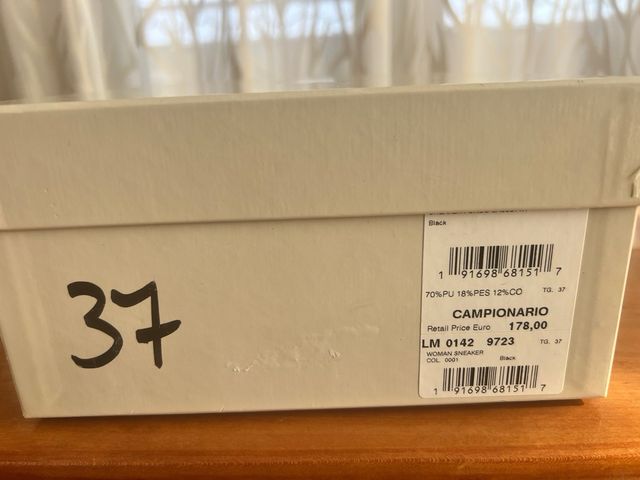 37
Black
1 91698 68151 7
70%PU 18%PES 12%CO TG. 37
CAMPIONARIO
Retail Price Euro 178,00
LM 0142 9723 TG. 37
WOMAN SNEAKER
COL. 0001 Black
1 91698 68151 7